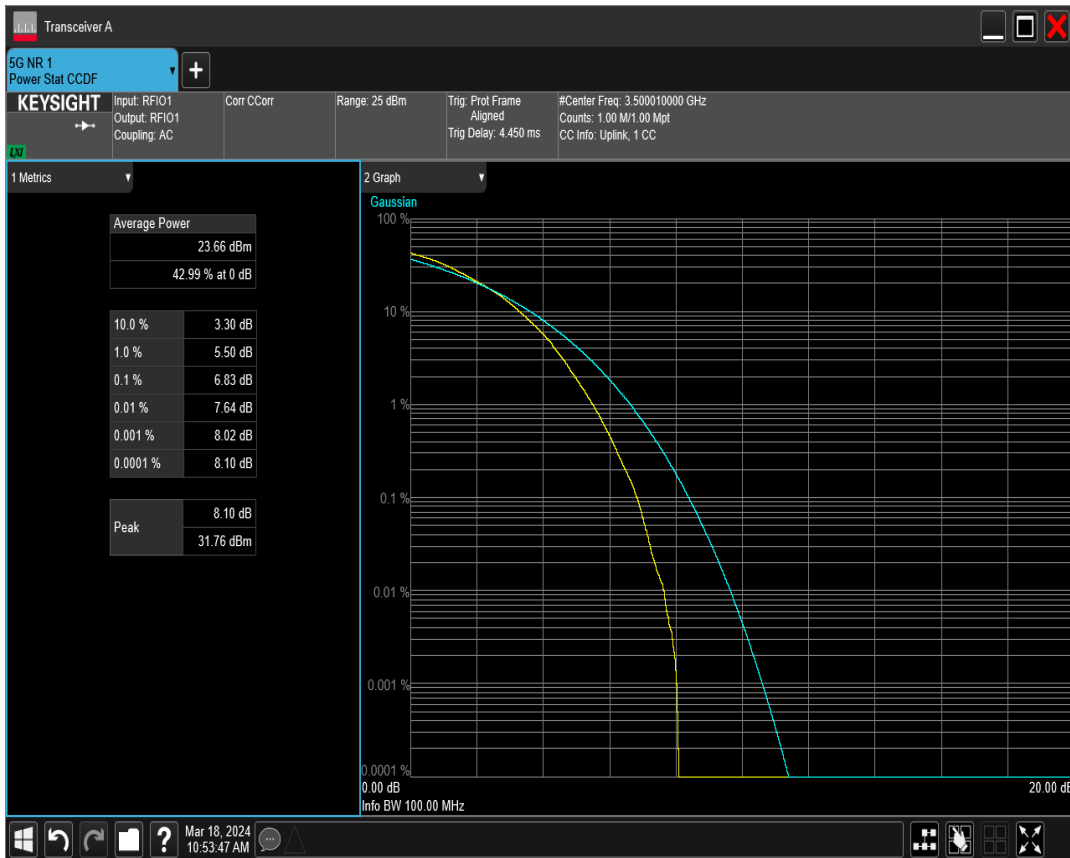 Transceiver A
5G NR 1
Power Stat CCDF
+
KEYSIGHT
LXI
Input: RFIO1
Output: RFIO1
Coupling: AC
Corr CCorr
Range: 25 dBm
Trig: Prot Frame
Aligned
Trig Delay: 4.450 ms
#Center Freq: 3.500010000 GHz
Counts: 1.00 M/1.00 Mpt
CC Info: Uplink, 1 CC
1 Metrics
Average Power
23.66 dBm
42.99 % at 0 dB
10.0 % 3.30 dB
1.0 % 5.50 dB
0.1 % 6.83 dB
0.01 % 7.64 dB
0.001 % 8.02 dB
0.0001 % 8.10 dB
Peak
8.10 dB
31.76 dBm
2 Graph
Gaussian
100 %
10 %
1 %
0.1 %
0.01 %
0.001 %
0.0001 %
0.00 dB 20.00 dB
Info BW 100.00 MHz
?
Mar 18, 2024
10:53:47 AM